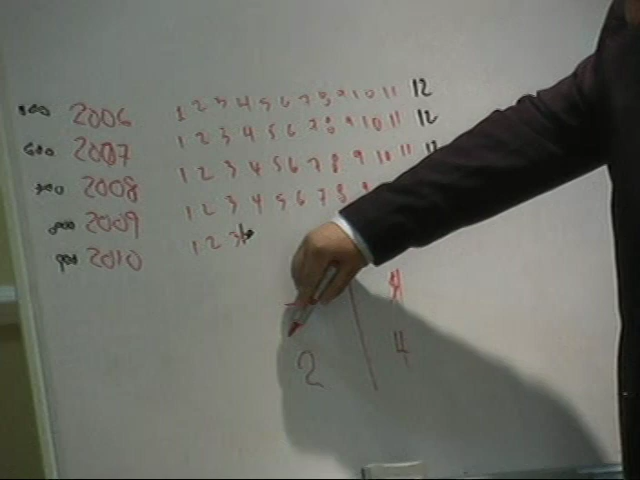 2006 1 2 3 4 5 6 7 8 9 10 11 12
2007 1 2 3 4 5 6 7 8 9 10 11 12
2008 1 2 3 4 5 6 7 8 9 10 11 12
2009 1 2 3 4 5 6 7 8 9
900 2010 1 2 3
2 4